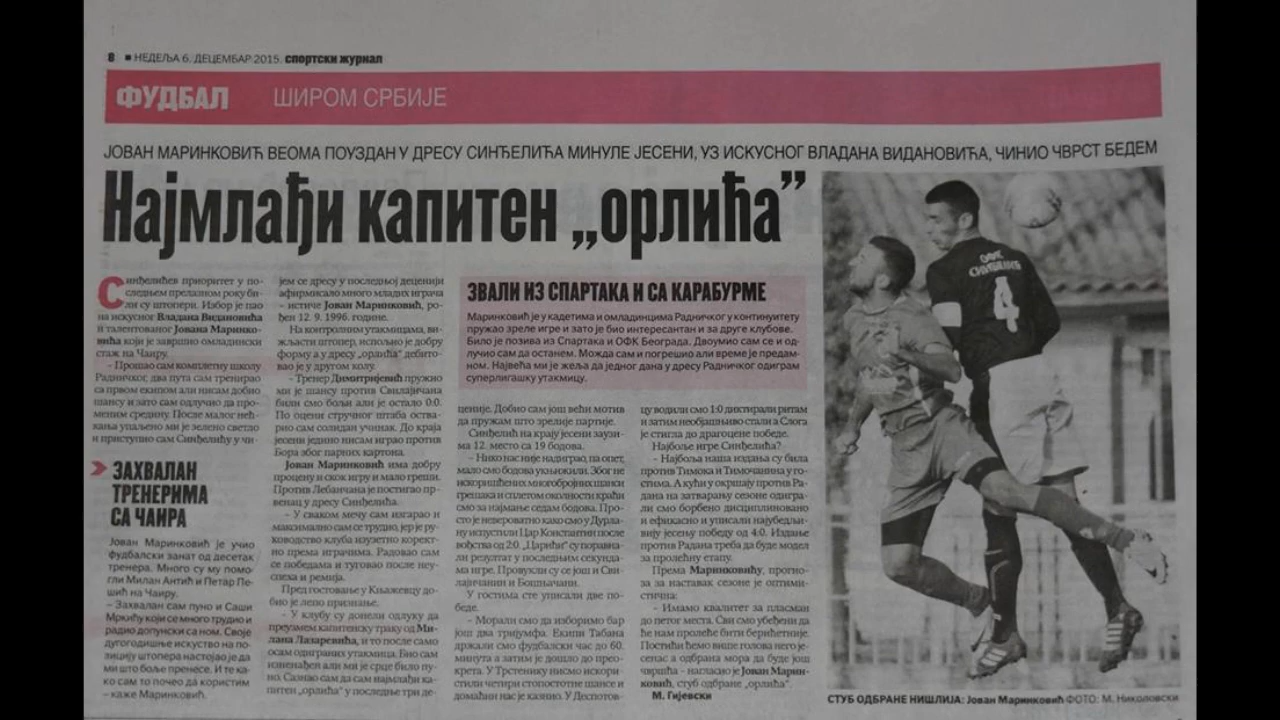 8 ■ НЕДЕЉА 6. ДЕЦЕМБАР 2015. спортски журнал
ФУДБАЛ ШИРОМ СРБИЈЕ
ЈОВАН МАРИНКОВИЋ ВЕОМА ПОУЗДАН У ДРЕСУ СИНЂЕЛИЋА МИНУЛЕ ЈЕСЕНИ, УЗ ИСКУСНОГ ВЛАДАНА ВИДАНОВИЋА, ЧИНИО ЧВРСТ БЕДЕМ
Најмлађи капитен „орлића”
Синђелићев приоритет у по-
следњем прелазном року би-
ли су штопери. Избор је пао
на искусног Владана Видановића
и талентованог Јована Маринко-
вића који је завршио омладински
стаж на Чаиру.
- Прошао сам комплетну школу
Радничког, два пута сам тренирао
са првом екипом али нисам добио
шансу и зато сам одлучио да про-
меним средину. После малог нећ-
кања упаљено ми је зелено светло
и приступио сам Синђелићу у чи-
ЗАХВАЛАН
ТРЕНЕРИМА
СА ЧАИРА
Јован Маринковић је учио
фудбалски занат од десетак
тренера. Много су му помо-
гли Милан Антић и Петар Пе-
шић на Чаиру.
- Захвалан сам пуно и Саши
Мркићу који се много трудио и
радио допунски са ном. Своје
дугогодишње искуство на по-
зицију штопера настојао је да
ми што боље пренесе. И те ка-
ко сам то почео да користим
– каже Маринковић.
јем се дресу у последњој деценији
афирмисало много младих играча
– истиче Јован Маринковић, ро-
ђен 12. 9. 1996. године.
На контролним утакмицама, ви-
жљасти штопер, испољио је добру
форму а у дресу „орлића” дебито-
вао је у другом колу.
- Тренер Димитријевић пружио
ми је шансу против Свилајнчана
били смо бољи али је остало 0:0.
По оцени стручног штаба оства-
рио сам солидан учинак. До краја
јесени једино нисам играо против
Бора због парних картона.
Јован Маринковић има добру
процену и скок игру и мало греши.
Против Лебанчана је постигао пр-
венац у дресу Синђелића.
- У сваком мечу сам изгарао и
максимално сам се трудио, јер је ру-
ководство клуба изузетно корект-
но према играчима. Радовао сам
се победама и туговао после неу-
спеха и ремија.
Пред гостовање у Књажевцу до-
био је лепо признање.
- У клубу су донели одлуку да
преузмем капитенску траку од Ми-
лана Лазаревића, и то после само
осам одиграних утакмица. Био сам
изненађен али ми је срце било пу-
но. Сазнао сам да сам најмлађи ка-
питен „орлића” у последње три де-
ЗВАЛИ ИЗ СПАРТАКА И СА КАРАБУРМЕ
Маринковић је у кадетима и омладинцима Радничког у континуитету
пружао зреле игре и зато је био интересантан и за друге клубове.
Било је позива из Спартака и ОФК Београда. Двоумио сам се и од-
лучио сам да останем. Можда сам и погрешио али време је предам-
ном. Највећа ми је жеља да једног дана у дресу Радничког одиграм
суперлигашку утакмицу.
ценије. Добио сам још већи мотив
да пружам што зрелије партије.
Синђелић на крају јесени заузи-
ма 12. место са 19 бодова.
- Нико нас није надиграо, па опет,
мало смо бодова укњижили. Због не-
искоришћених многобројних шанси
грешака и сплетом околности краћи
смо за најмање седам бодова. Про-
сто је невероватно како смо у Дурла-
ну испустили Цар Константин после
вођства од 2:0. „Царићи” су поравна-
ли резултат у последњим секунда-
ма игре. Провукли су се још и Сви-
лајнчанин и Бошњачани.
У гостима сте уписали две по-
беде.
- Морали смо да изборимо бар
још два тријумфа. Екипи Табана
држали смо фудбалски час до 60.
минута а затим је дошло до прео-
крета. У Трстенику нисмо искори-
стили четири стопостотне шансе и
домаћин нас је казнио. У Деспотов-
цу водили смо 1:0 диктирали ритам
и затим необјашњиво стали а Слога
је стигла до драгоцене победе.
Најбоље игре Синђелића?
- Најбоља наша издања су била
против Тимока и Тимочанина у го-
стима. А кући у окршају против Ра-
дана на затварању сезоне одигра-
ли смо борбено дисциплиновано
и ефикасно и уписали најубедљи-
вију јесењу победу од 4:0. Издање
против Радана треба да буде модел
за пролећну етапу.
Према Маринковићу, прогно-
за за наставак сезоне је оптими-
стична:
- Имамо квалитет за пласман
до петог места. Сви смо убеђени да
ће нам пролеће бити берићетније.
Постићи ћемо више голова него је-
сенас а одбрана мора да буде још
чвршћа – нагласио је Јован Марин-
ковић, стуб одбране „орлића”.
М. Гијевски
ОФК
СИНЂЕЛИЋ
4
СТУБ ОДБРАНЕ НИШЛИЈА: Јован Маринковић ФОТО: М. Николовски